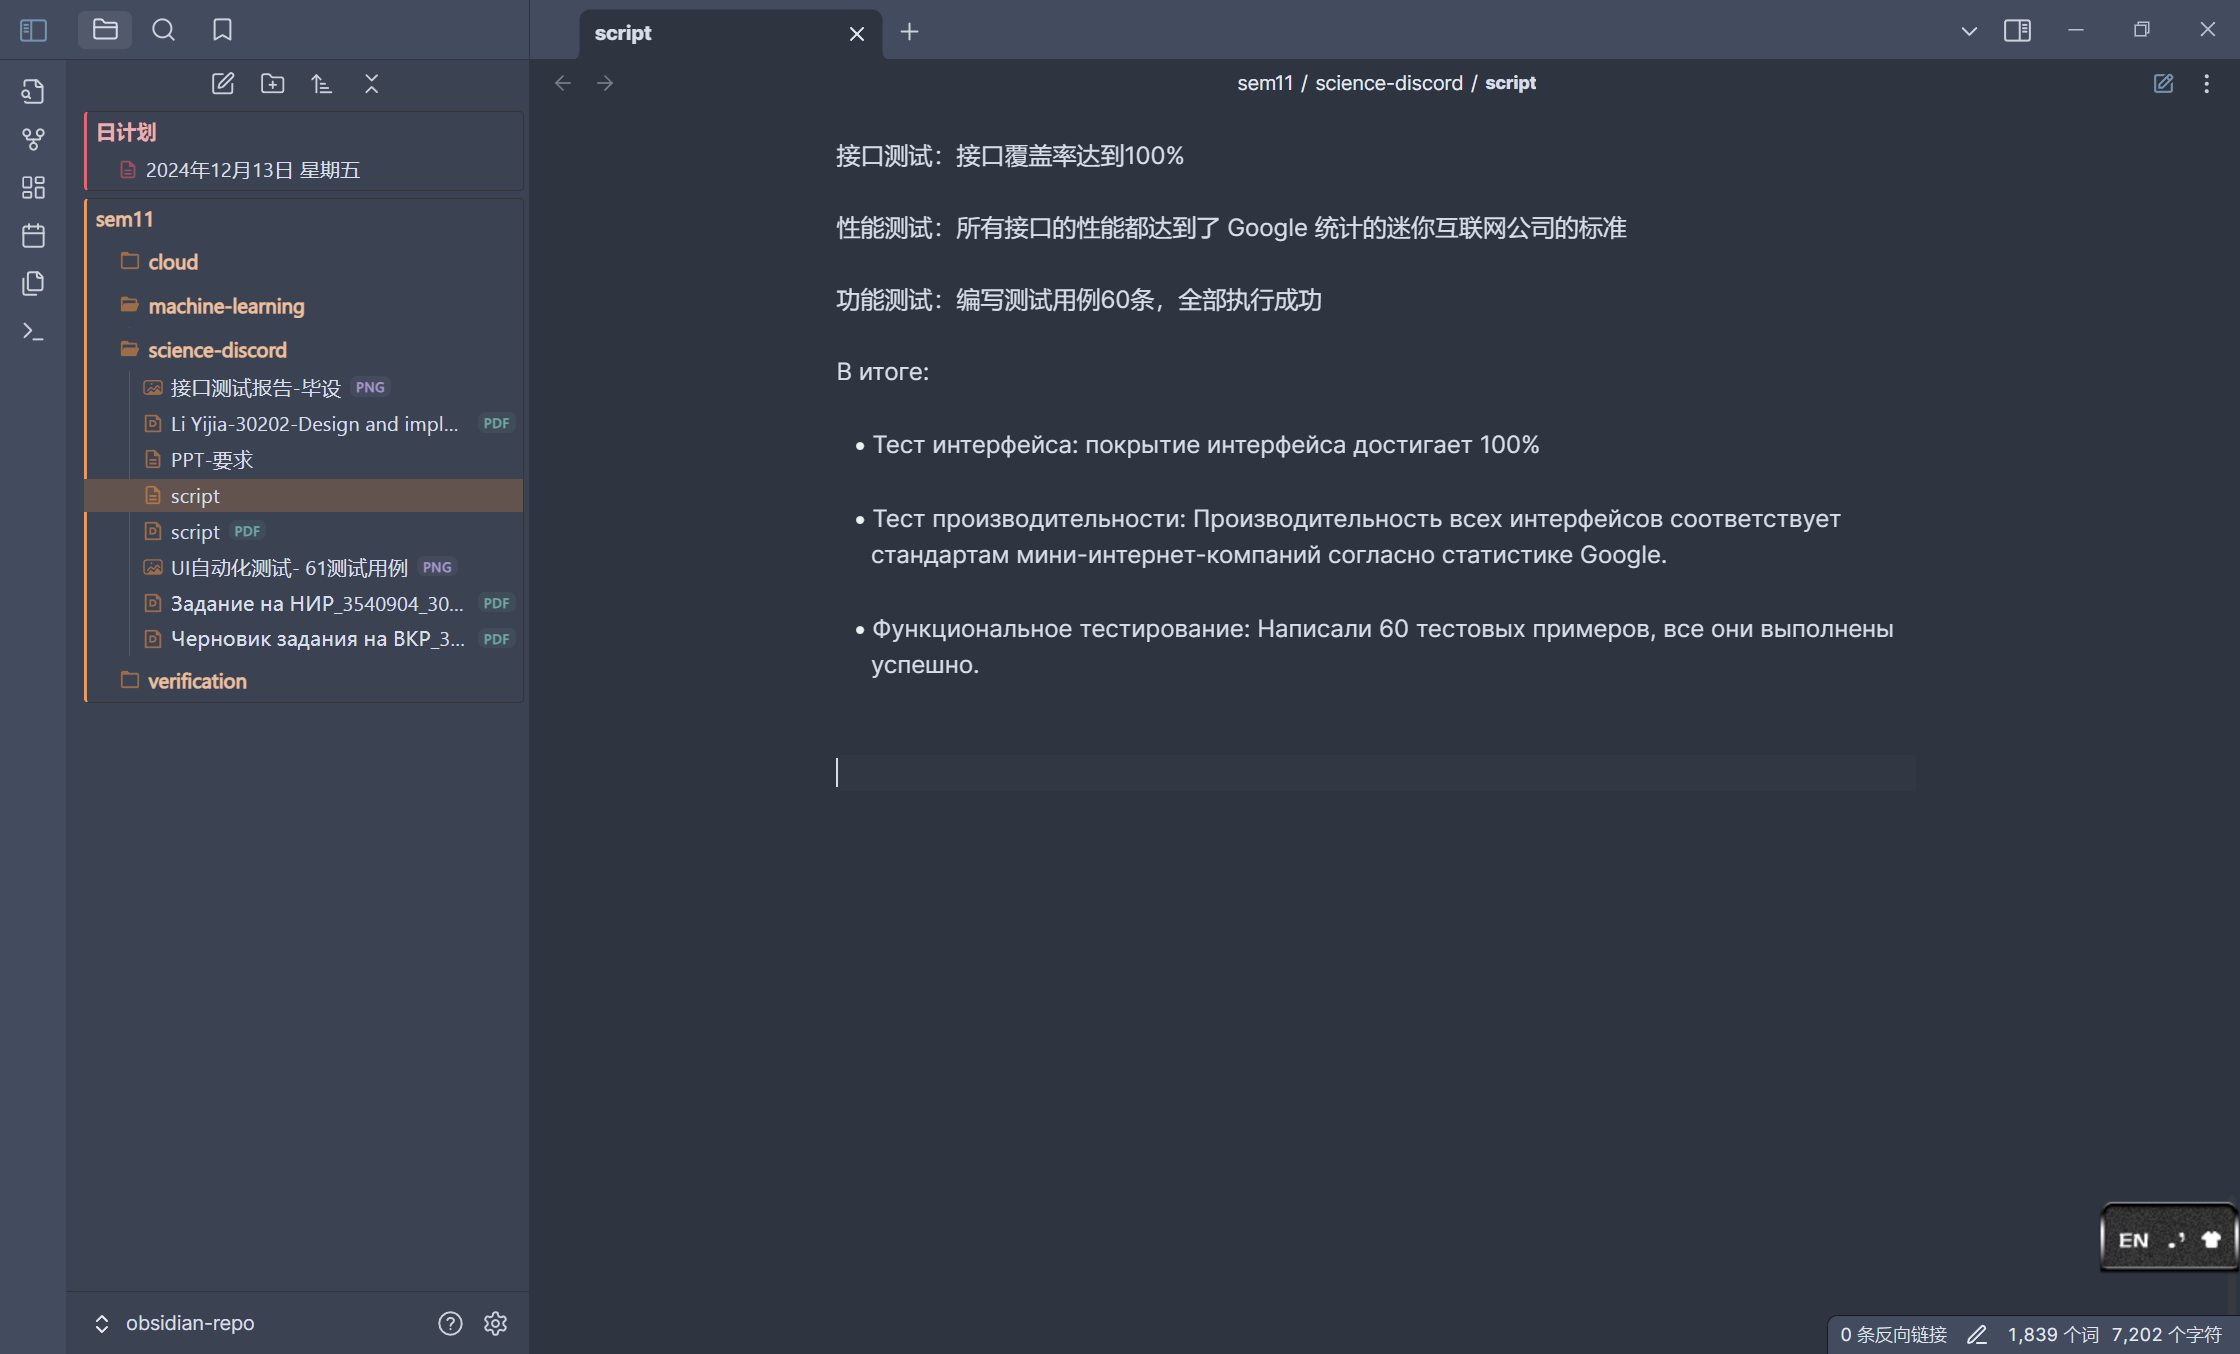 script
日计划
2024年12月13日 星期五
sem11
cloud
machine-learning
science-discord
接口测试报告-毕设 PNG
Li Yijia-30202-Design and impl... PDF
PPT-要求
script
script PDF
UI自动化测试- 61测试用例 PNG
Задание на НИР_3540904_30... PDF
Черновик задания на ВКР_3... PDF
verification
obsidian-repo
sem11 / science-discord / script
接口测试：接口覆盖率达到100%
性能测试：所有接口的性能都达到了 Google 统计的迷你互联网公司的标准
功能测试：编写测试用例60条，全部执行成功
В итоге:
• Тест интерфейса: покрытие интерфейса достигает 100%
• Тест производительности: Производительность всех интерфейсов соответствует
стандартам мини-интернет-компаний согласно статистике Google.
• Функциональное тестирование: Написали 60 тестовых примеров, все они выполнены
успешно.
EN
0 条反向链接 1,839 个词 7,202 个字符